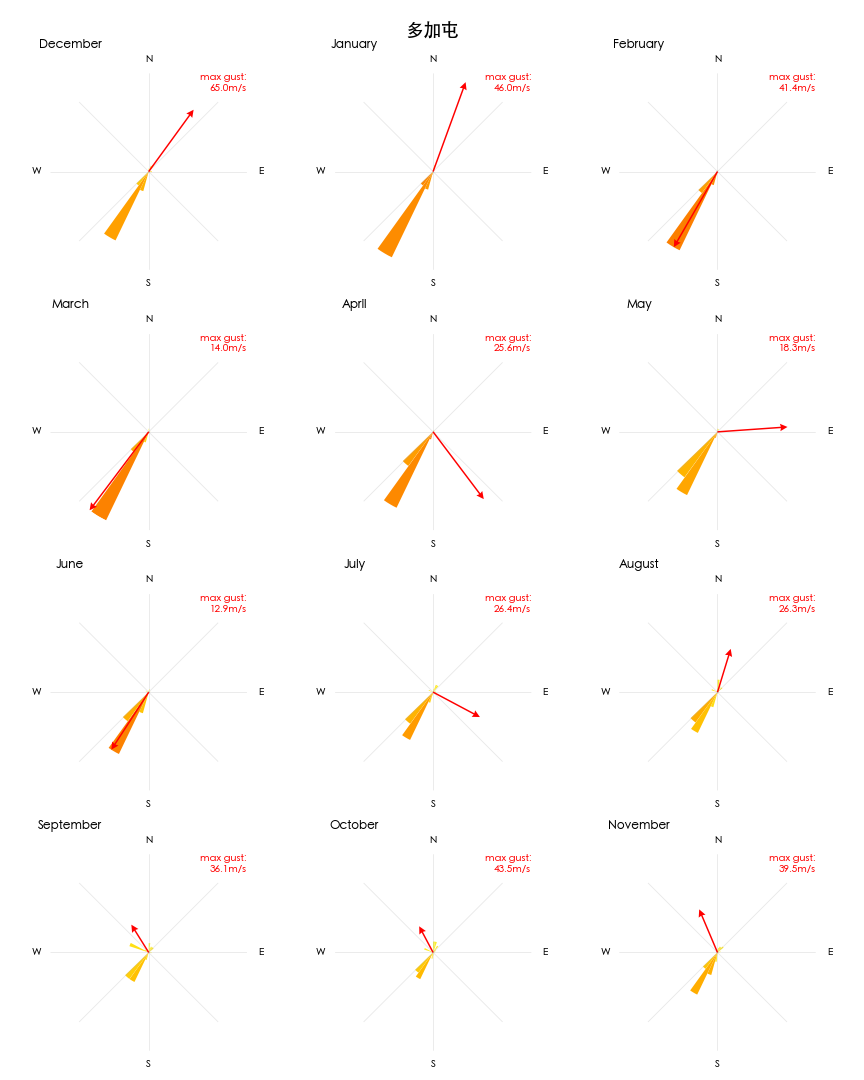 多加屯
December
N
max gust:
65.0m/s
W
E
S
January
N
max gust:
46.0m/s
W
E
S
February
N
max gust:
41.4m/s
W
E
S
March
N
max gust:
14.0m/s
W
E
S
April
N
max gust:
25.6m/s
W
E
S
May
N
max gust:
18.3m/s
W
E
S
June
N
max gust:
12.9m/s
W
E
S
July
N
max gust:
26.4m/s
W
E
S
August
N
max gust:
26.3m/s
W
E
S
September
N
max gust:
36.1m/s
W
E
S
October
N
max gust:
43.5m/s
W
E
S
November
N
max gust:
39.5m/s
W
E
S